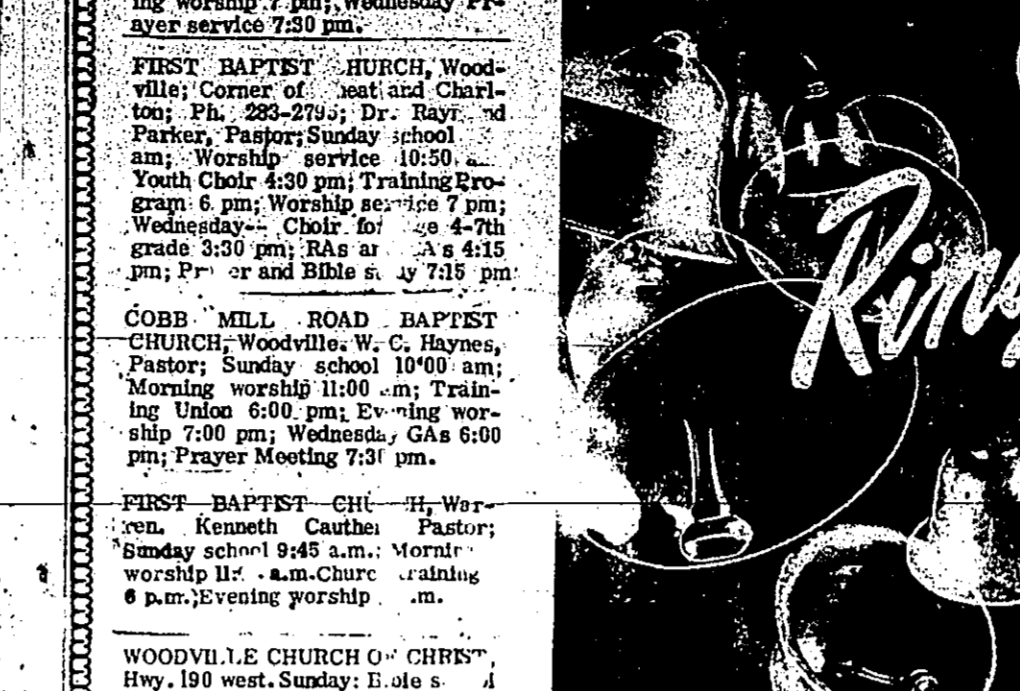 ing worship 7 pm; Wednesday Pr-
ayer service 7:30 pm.
FIRST BAPTIST HURCH, Wood-
ville; Corner of eat and Charl-
ton; Ph. 283-279; Dr. Ray
Parker, Pastor; Sunday school
am; Worship service 10:50
Youth Choir 4:30 pm; Training Pro-
gram 6 pm; Worship se ice 7 pm;
Wednesday-- Choir fo 4-7th
grade 3:30 pm; RAs a A's 4:15
pm; Pr er and Bible s y 7:15 pm
COBB MILL ROAD BAPTIST
CHURCH, Woodville. W. C. Haynes,
Pastor; Sunday school 10:00 am;
Morning worship 11:00 m; Train-
ing Union 6:00 pm; Ev ning wor-
ship 7:00 pm; Wednesday GAs 6:00
pm; Prayer Meeting 7:3 pm.
FIRST BAPTIST CH H, War-
ren. Kenneth Cauthe Pastor;
Sunday school 9:45 a.m.; Mornin
worship 11: a.m. Churc raining
6 p.m.; Evening worship .m.
WOODVILLE CHURCH O CHRIST,
Hwy. 190 west. Sunday: s
Ring